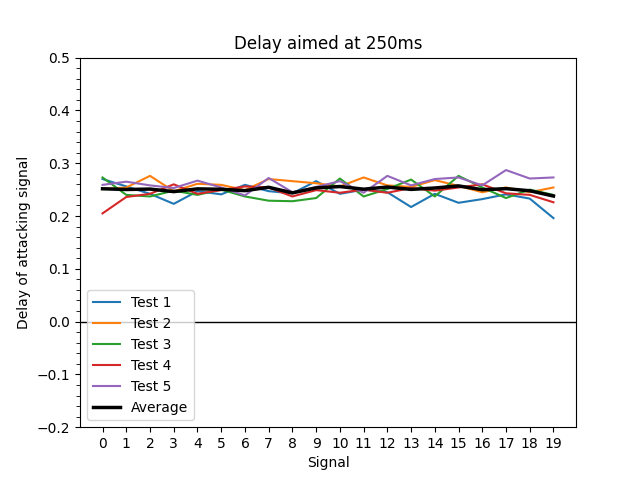 Delay aimed at 250ms
Delay of attacking signal
0.5
0.4
0.3
0.2
0.1
0.0
−0.1
−0.2
Test 1
Test 2
Test 3
Test 4
Test 5
Average
0 1 2 3 4 5 6 7 8 9 10 11 12 13 14 15 16 17 18 19
Signal